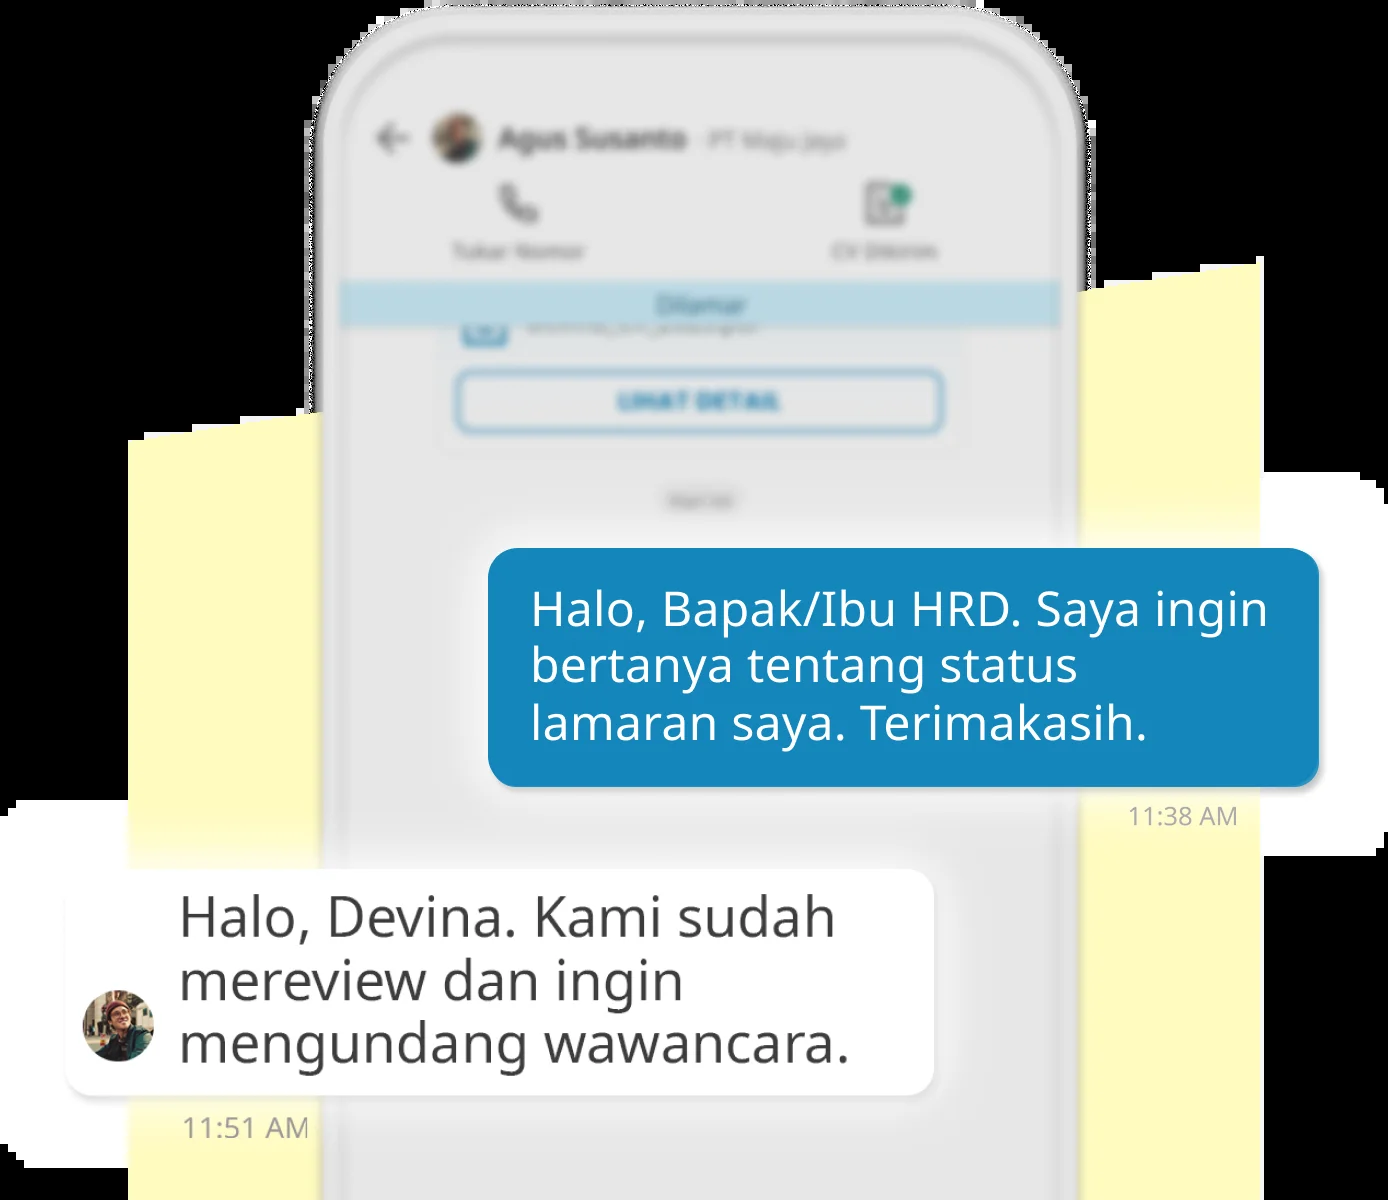 Agus Susanto · PT Maju Jaya
Tukar Nomor
CV Dikirim
Dilamar
LIHAT DETAIL
Halo, Bapak/Ibu HRD. Saya ingin
bertanya tentang status
lamaran saya. Terimakasih.
11:38 AM
Halo, Devina. Kami sudah
mereview dan ingin
mengundang wawancara.
11:51 AM